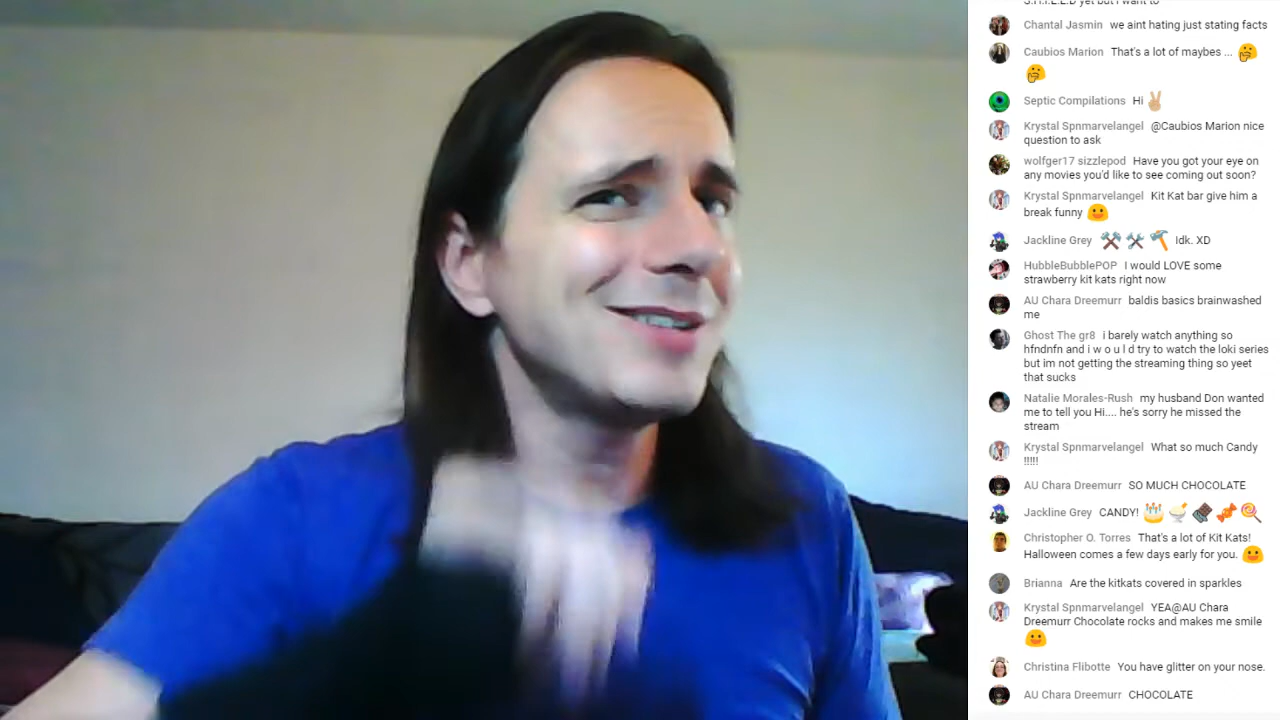 S.H.I.E.L.D yet but i want to
Chantal Jasmin we aint hating just stating facts
Caubios Marion That's a lot of maybes ... 🤔
🤔
Septic Compilations Hi ✌🏼
Krystal Spnmarvelangel @Caubios Marion nice
question to ask
wolfger17 sizzlepod Have you got your eye on
any movies you'd like to see coming out soon?
Krystal Spnmarvelangel Kit Kat bar give him a
break funny 😃
Jackline Grey ⚒️🛠️🔨 Idk. XD
HubbleBubblePOP I would LOVE some
strawberry kit kats right now
AU Chara Dreemurr baldis basics brainwashed
me
Ghost The gr8 i barely watch anything so
hfndnfn and i w o u l d try to watch the loki series
but im not getting the streaming thing so yeet
that sucks
Natalie Morales-Rush my husband Don wanted
me to tell you Hi.... he's sorry he missed the
stream
Krystal Spnmarvelangel What so much Candy
!!!!!
AU Chara Dreemurr SO MUCH CHOCOLATE
Jackline Grey CANDY! 🎂🍨🍫🍬🍭
Christopher O. Torres That's a lot of Kit Kats!
Halloween comes a few days early for you. 😃
Brianna Are the kitkats covered in sparkles
Krystal Spnmarvelangel YEA@AU Chara
Dreemurr Chocolate rocks and makes me smile
😃
Christina Flibotte You have glitter on your nose.
AU Chara Dreemurr CHOCOLATE